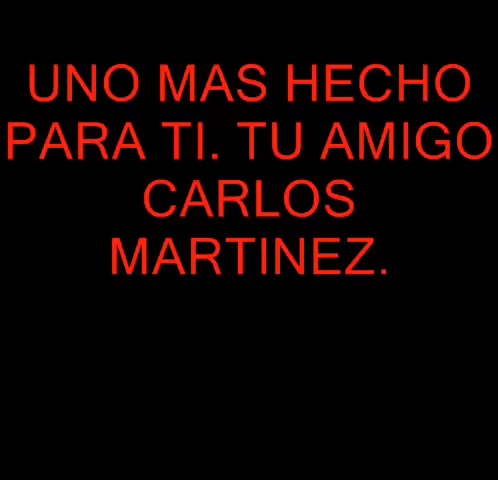 UNO MAS HECHO
PARA TI. TU AMIGO
CARLOS
MARTINEZ.